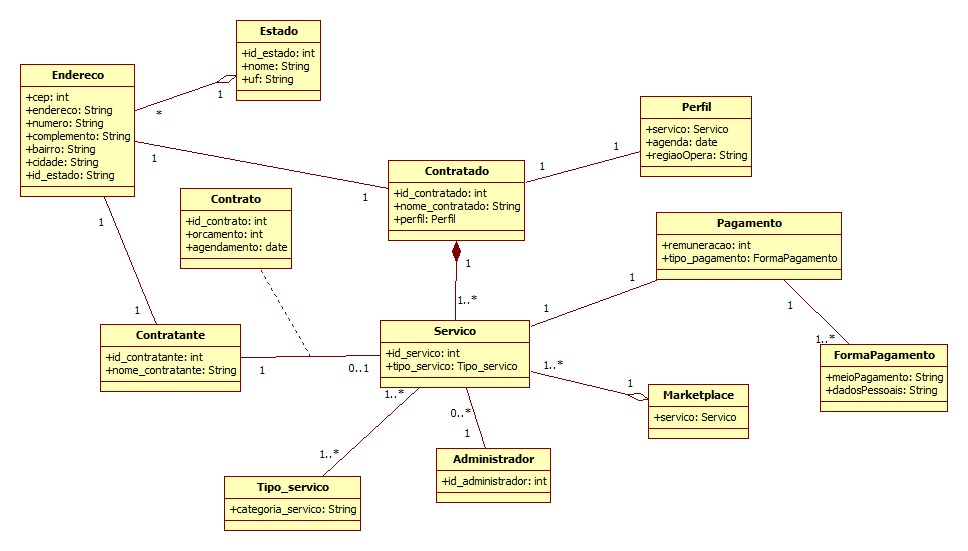 Estado
+id_estado: int
+nome: String
+uf: String
Endereco
+cep: int
+endereco: String
+numero: String
+complemento: String
+bairro: String
+cidade: String
+id_estado: String
1
*
Perfil
+servico: Servico
+agenda: date
+regiaoOpera: String
1
1
1
1
Contratado
+id_contratado: int
+nome_contratado: String
+perfil: Perfil
Contrato
+id_contrato: int
+orcamento: int
+agendamento: date
Pagamento
+remuneracao: int
+tipo_pagamento: FormaPagamento
1
1
1
1..*
1
1
1
1..*
Contratante
+id_contratante: int
+nome_contratante: String
1
0..1
Servico
+id_servico: int
+tipo_servico: Tipo_servico
FormaPagamento
+meioPagamento: String
+dadosPessoais: String
1..*
1
Marketplace
+servico: Servico
1..*
1..*
0..*
1
Administrador
+id_administrador: int
Tipo_servico
+categoria_servico: String